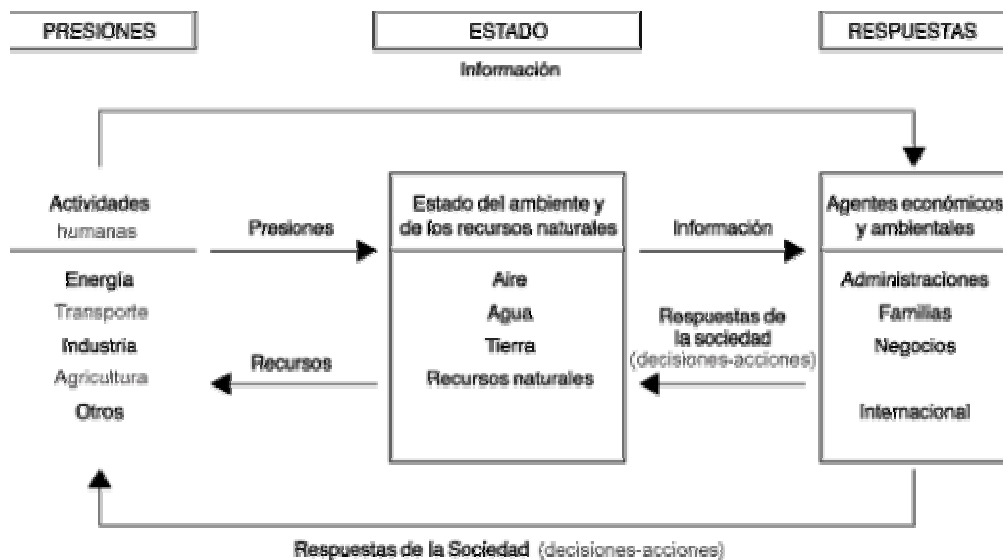 PRESIONES
ESTADO
RESPUESTAS
Información
Actividades
humanas
Energía
Transporte
Industria
Agricultura
Otros
Presiones
Recursos
Estado del ambiente y
de los recursos naturales
Aire
Agua
Tierra
Recursos naturales
Información
Respuestas de
la sociedad
(decisiones-acciones)
Agentes económicos
y ambientales
Administraciones
Familias
Negocios
Internacional
Respuestas de la Sociedad (decisiones-acciones)